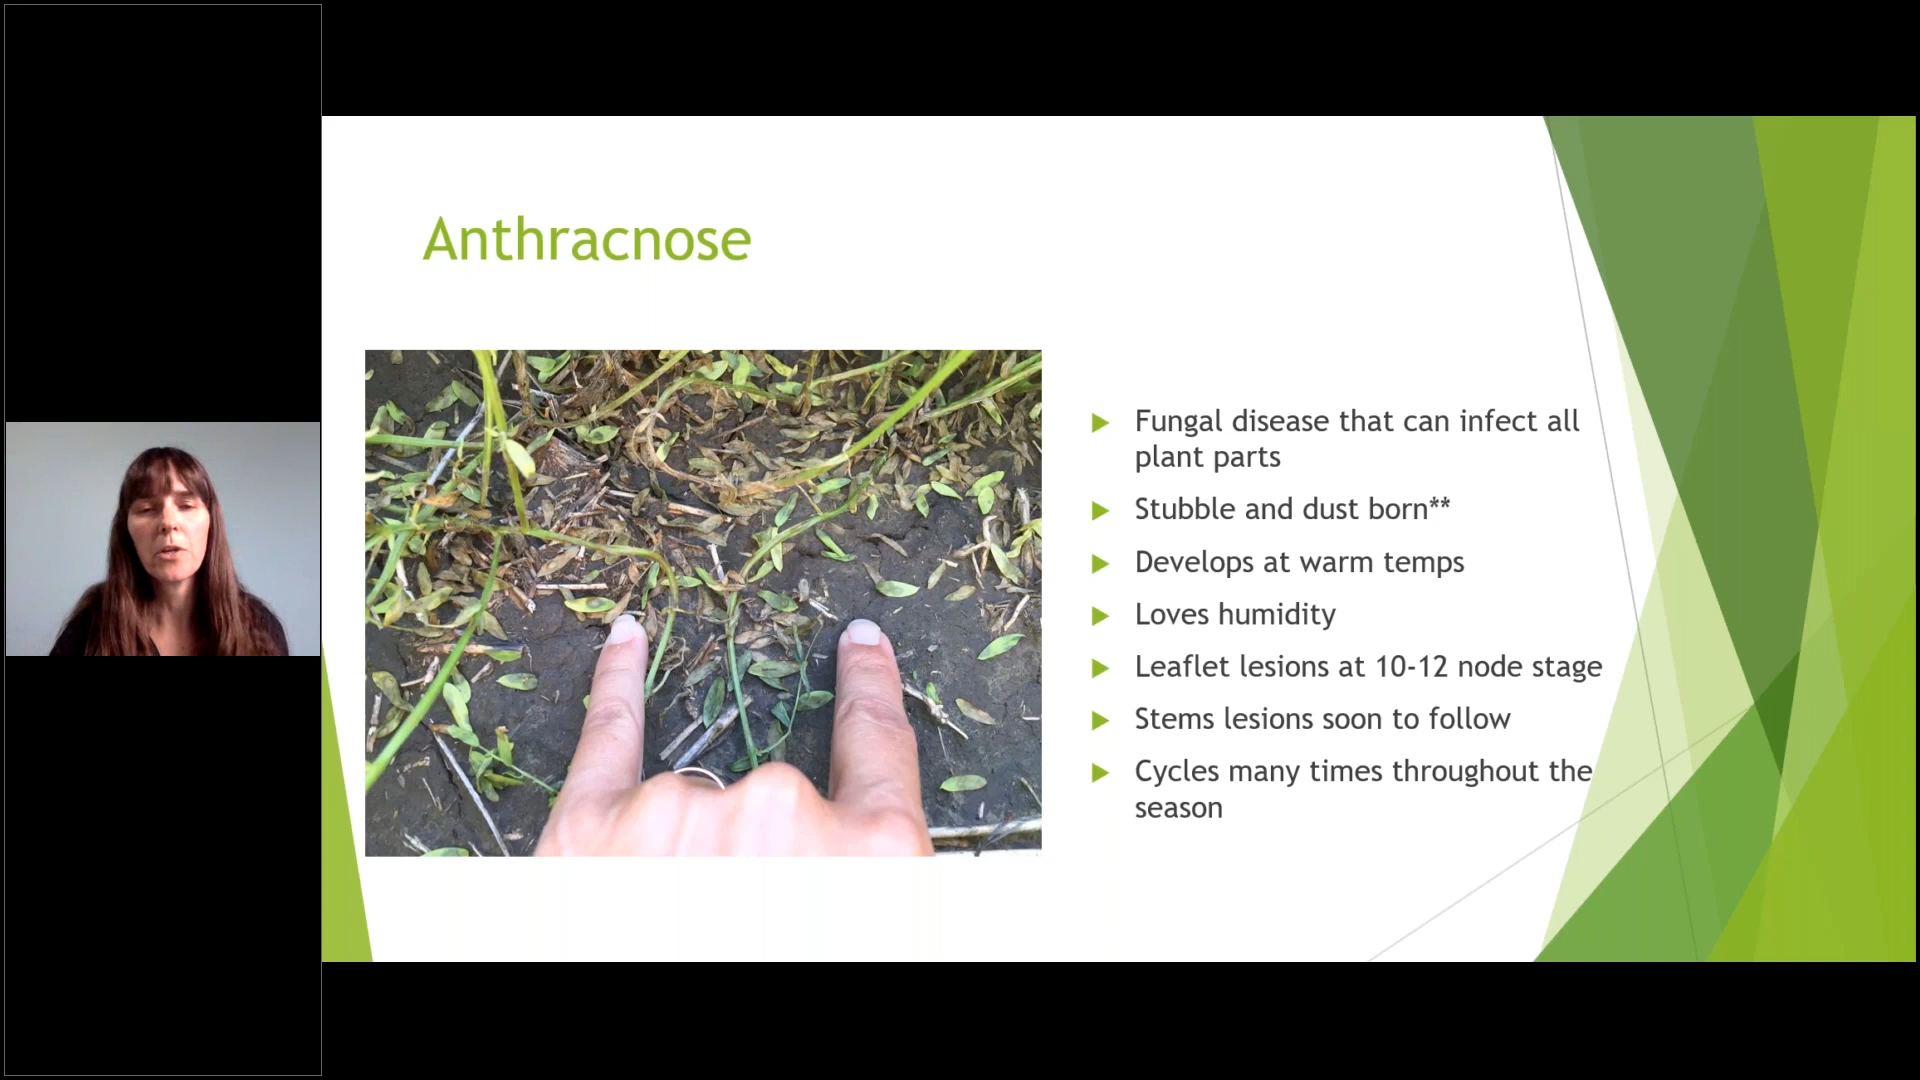 Anthracnose
Fungal disease that can infect all
plant parts
Stubble and dust born**
Develops at warm temps
Loves humidity
Leaflet lesions at 10-12 node stage
Stems lesions soon to follow
Cycles many times throughout the
season